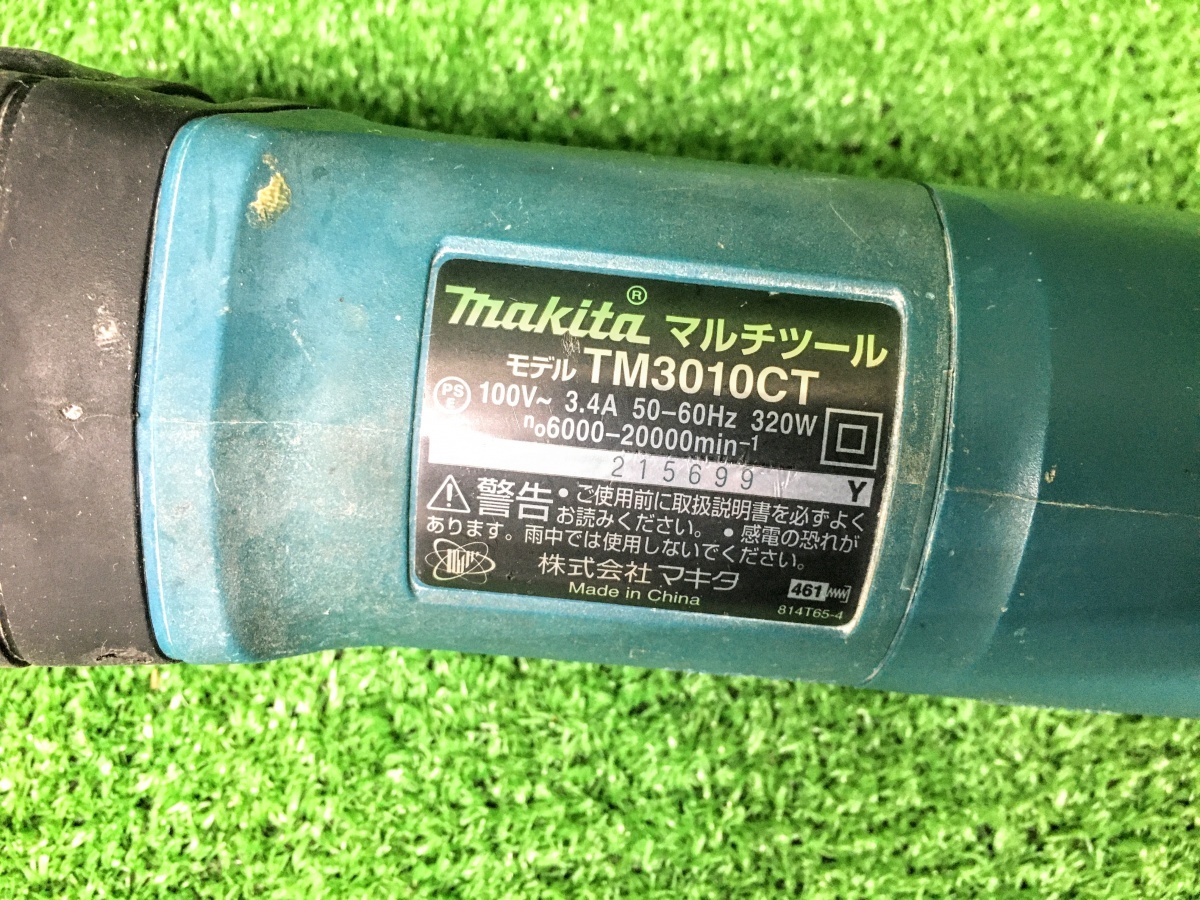 makita® マルチツール
モデル TM3010CT
PS E 100V~ 3.4A 50-60Hz 320W
n₀6000-20000min⁻¹
215699 Y
警告 ・ご使用前に取扱説明書を必ずよく
お読みください。 ・感電の恐れが
あります。雨中では使用しないでください。
株式会社 マキタ
Made in China
461
814T65-4